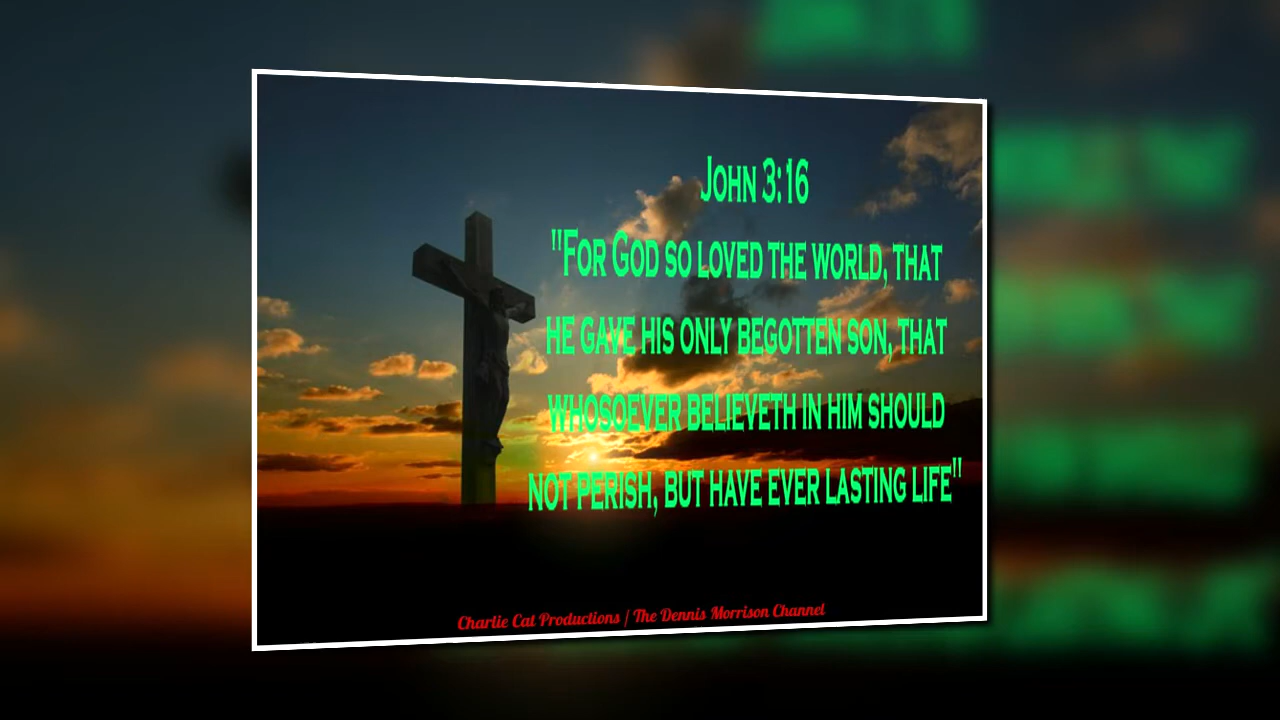 John 3:16
"For God so loved the world, that
he gave his only begotten son, that
whosoever believeth in him should
not perish, but have ever lasting life"
Charlie Cat Productions / The Dennis Morrison Channel